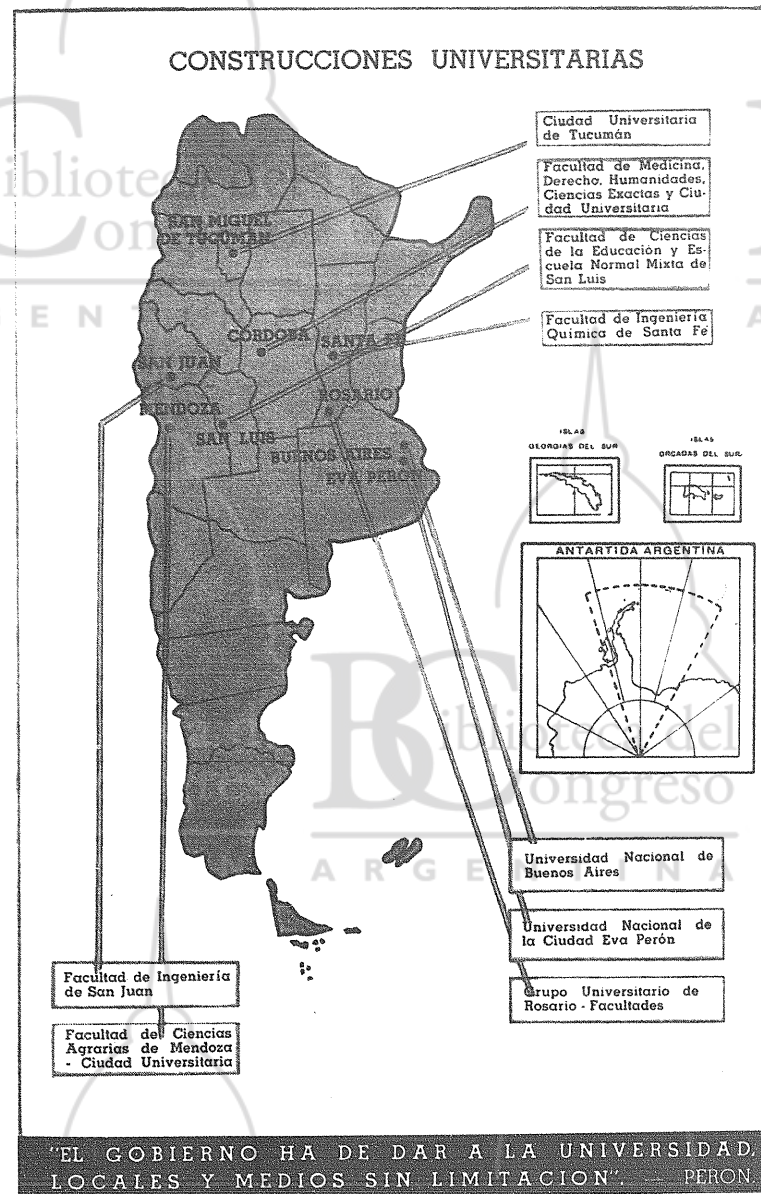 CONSTRUCCIONES UNIVERSITARIAS
Ciudad Universitaria
de Tucumán
Facultad de Medicina,
Derecho, Humanidades,
Ciencias Exactas y Ciu-
dad Universitaria
Facultad de Ciencias
de la Educación y Es-
cuela Normal Mixta de
San Luis
Facultad de Ingeniería
Química de Santa Fé
SAN MIGUEL
DE TUCUMAN
CORDOBA
SANTA FE
SAN JUAN
MENDOZA
ROSARIO
SAN LUIS
BUENOS AIRES
EVA PERON
ISLAS
GEORGIAS DEL SUR
ISLAS
ORCADAS DEL SUR
ANTARTIDA ARGENTINA
Universidad Nacional de
Buenos Aires
Universidad Nacional de
la Ciudad Eva Perón
Grupo Universitario de
Rosario - Facultades
Facultad de Ingeniería
de San Juan
Facultad de Ciencias
Agrarias de Mendoza
- Ciudad Universitaria
"EL GOBIERNO HA DE DAR A LA UNIVERSIDAD,
LOCALES Y MEDIOS SIN LIMITACION". — PERON.
Biblioteca del
Congreso
ARGENTINA